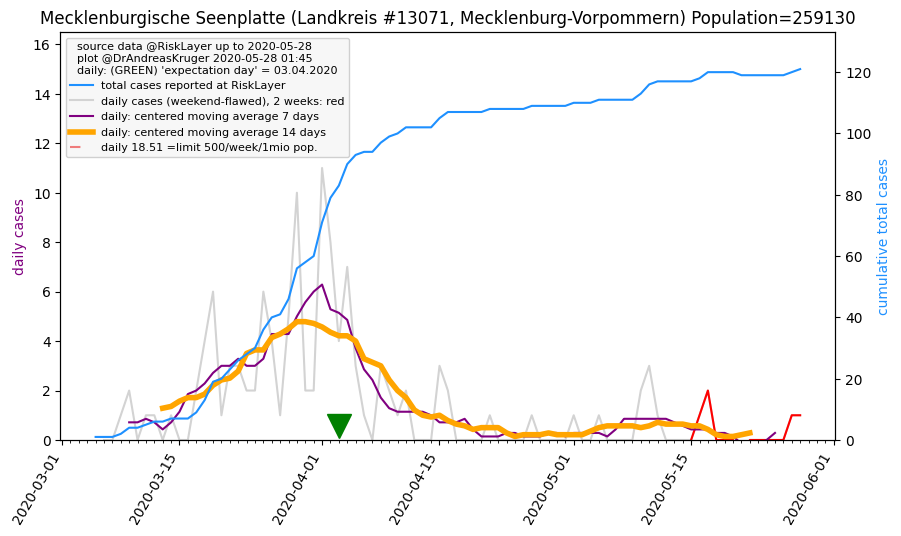 Mecklenburgische Seenplatte (Landkreis #13071, Mecklenburg-Vorpommern) Population=259130
source data @RiskLayer up to 2020-05-28
plot @DrAndreasKruger 2020-05-28 01:45
daily: (GREEN) 'expectation day' = 03.04.2020
total cases reported at RiskLayer
daily cases (weekend-flawed), 2 weeks: red
daily: centered moving average 7 days
daily: centered moving average 14 days
daily 18.51 =limit 500/week/1mio pop.
daily cases
16
14
12
10
8
6
4
2
0
cumulative total cases
120
100
80
60
40
20
0
2020-03-01
2020-03-15
2020-04-01
2020-04-15
2020-05-01
2020-05-15
2020-06-01